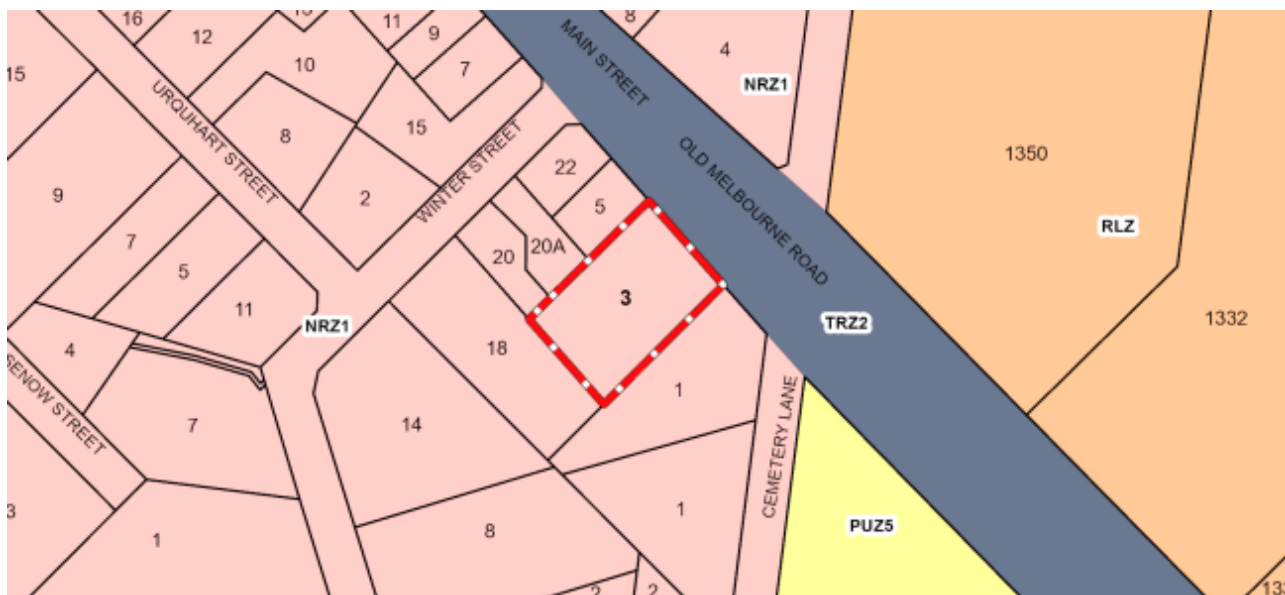 16
12
11
9
8
MAIN STREET
4
15
10
7
NRZ1
URQUHART STREET
8
15
WINTER STREET
OLD MELBOURNE ROAD
1350
22
9
2
5
RLZ
7
20
20A
5
3
11
NRZ1
TRZ2
1332
4
18
1
SENOW STREET
7
14
CEMETERY LANE
3
1
8
1
PUZ5
2
2